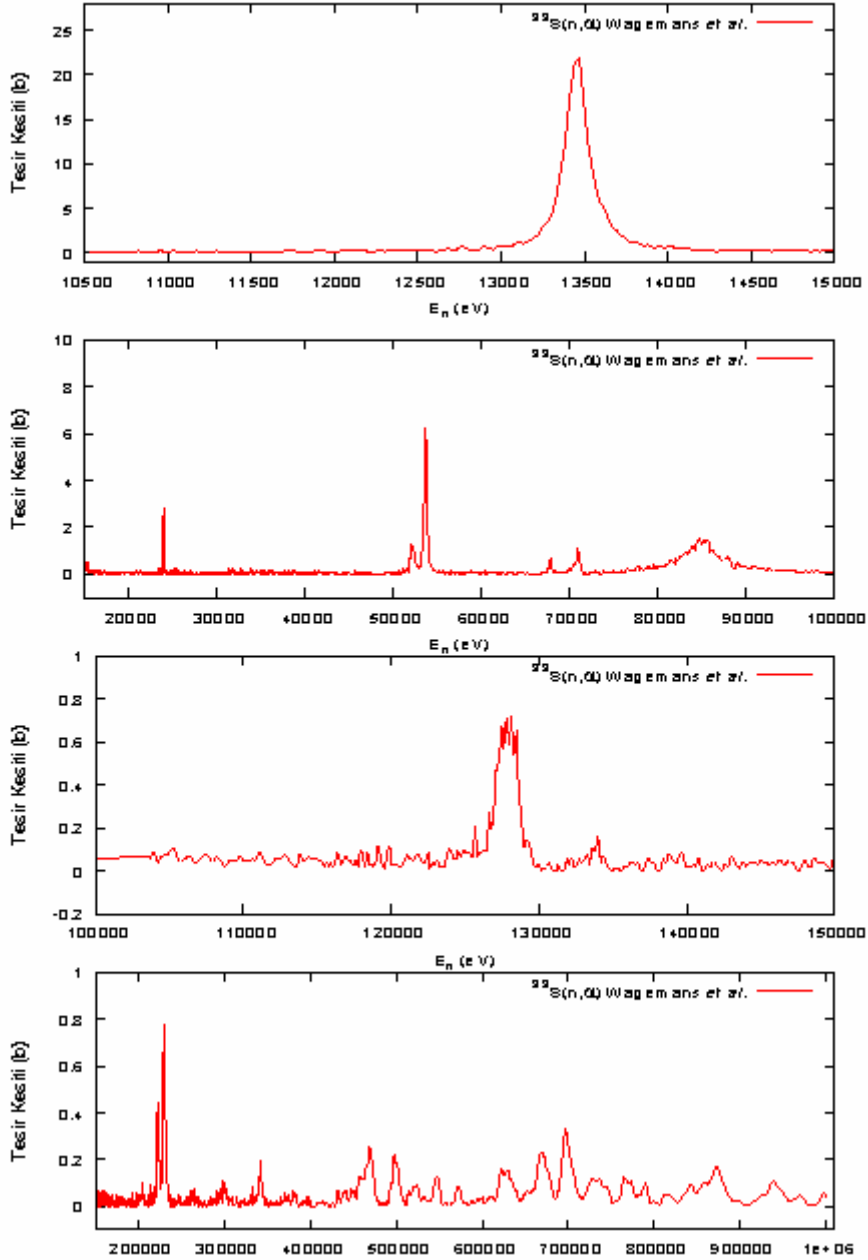 ³³S(n,α) Wagemans et al.
Tesir Kesiti (b)
25
20
15
10
5
0
10500 11000 11500 12000 12500 13000 13500 14000 14500 15000
Eₙ (eV)
³³S(n,α) Wagemans et al.
Tesir Kesiti (b)
10
8
6
4
2
0
20000 30000 40000 50000 60000 70000 80000 90000 100000
Eₙ (eV)
³³S(n,α) Wagemans et al.
Tesir Kesiti (b)
1
0.8
0.6
0.4
0.2
0
-0.2
100000 110000 120000 130000 140000 150000
Eₙ (eV)
³³S(n,α) Wagemans et al.
Tesir Kesiti (b)
1
0.8
0.6
0.4
0.2
0
200000 300000 400000 500000 600000 700000 800000 900000 1e+06